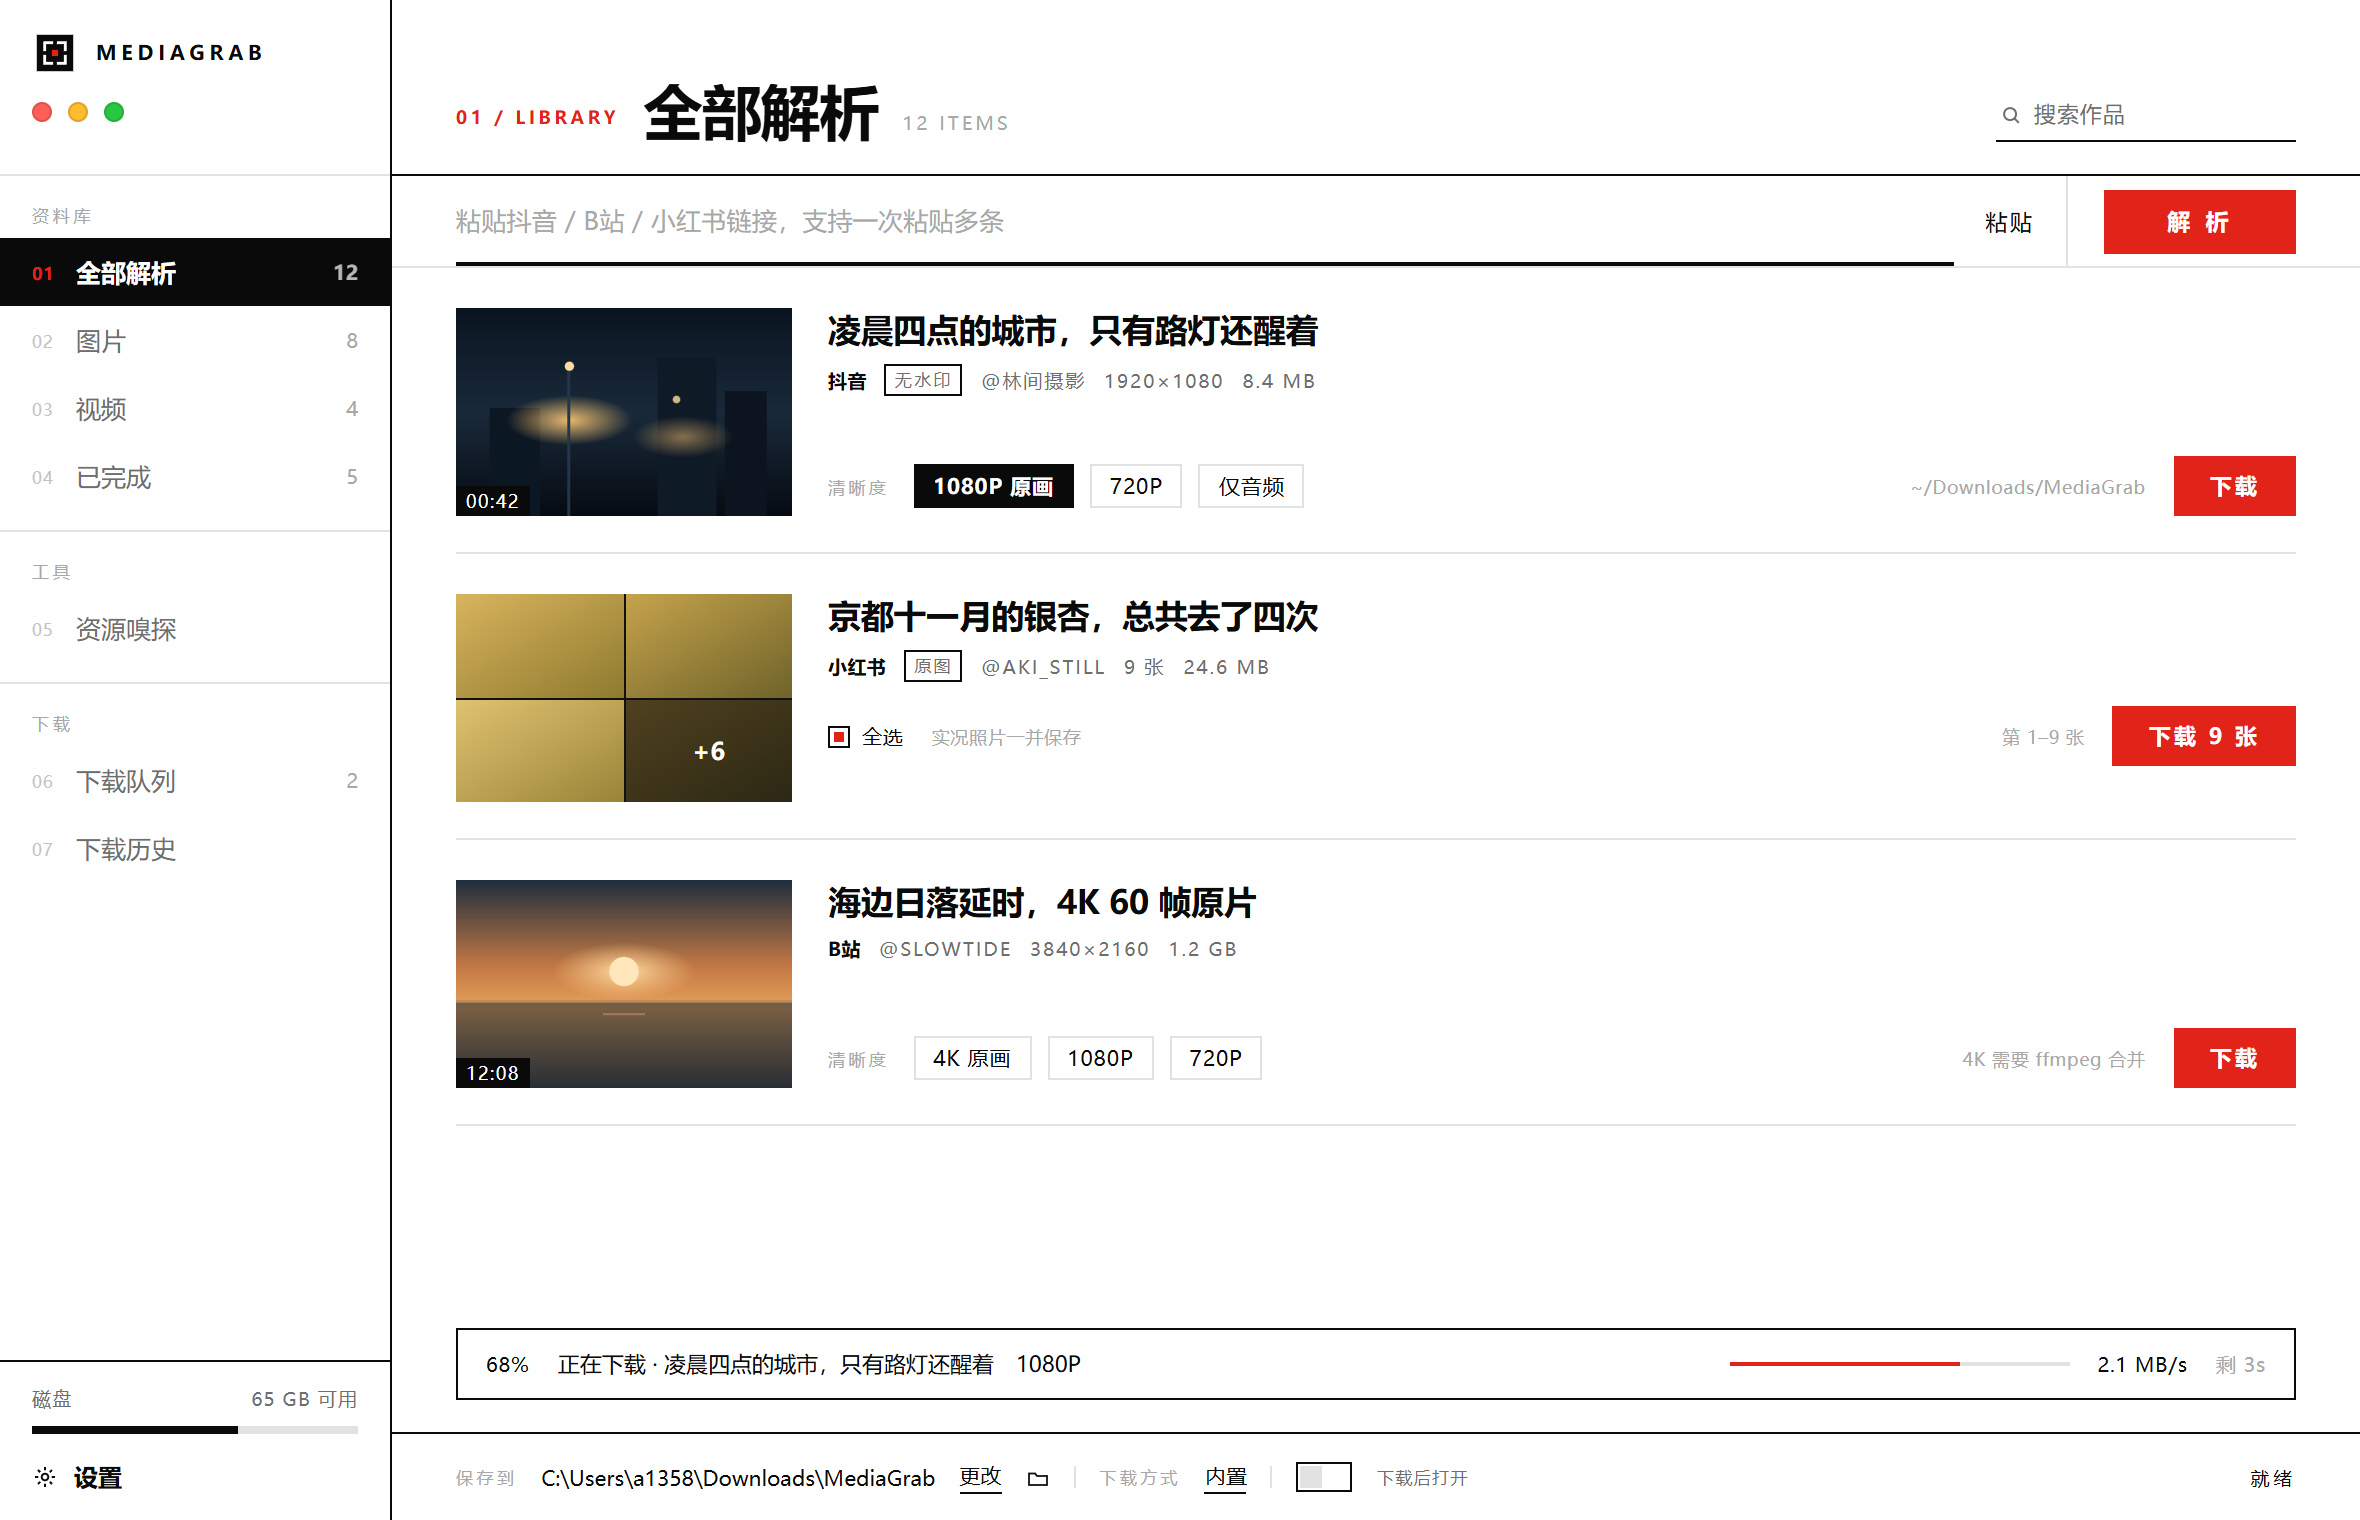 MEDIAGRAB
资料库
01 全部解析 12
02 图片 8
03 视频 4
04 已完成 5
工具
05 资源嗅探
下载
06 下载队列 2
07 下载历史
磁盘 65 GB 可用
设置
01 / LIBRARY 全部解析 12 ITEMS
搜索作品
粘贴抖音 / B站 / 小红书链接，支持一次粘贴多条
粘贴
解 析
00:42
凌晨四点的城市，只有路灯还醒着
抖音 无水印 @林间摄影 1920×1080 8.4 MB
清晰度 1080P 原画 720P 仅音频
~/Downloads/MediaGrab
下载
+6
京都十一月的银杏，总共去了四次
小红书 原图 @AKI_STILL 9 张 24.6 MB
全选 实况照片一并保存
第 1–9 张
下载 9 张
12:08
海边日落延时，4K 60 帧原片
B站 @SLOWTIDE 3840×2160 1.2 GB
清晰度 4K 原画 1080P 720P
4K 需要 ffmpeg 合并
下载
68% 正在下载 · 凌晨四点的城市，只有路灯还醒着 1080P 2.1 MB/s 剩 3s
保存到 C:\Users\a1358\Downloads\MediaGrab 更改 下载方式 内置 下载后打开 就绪